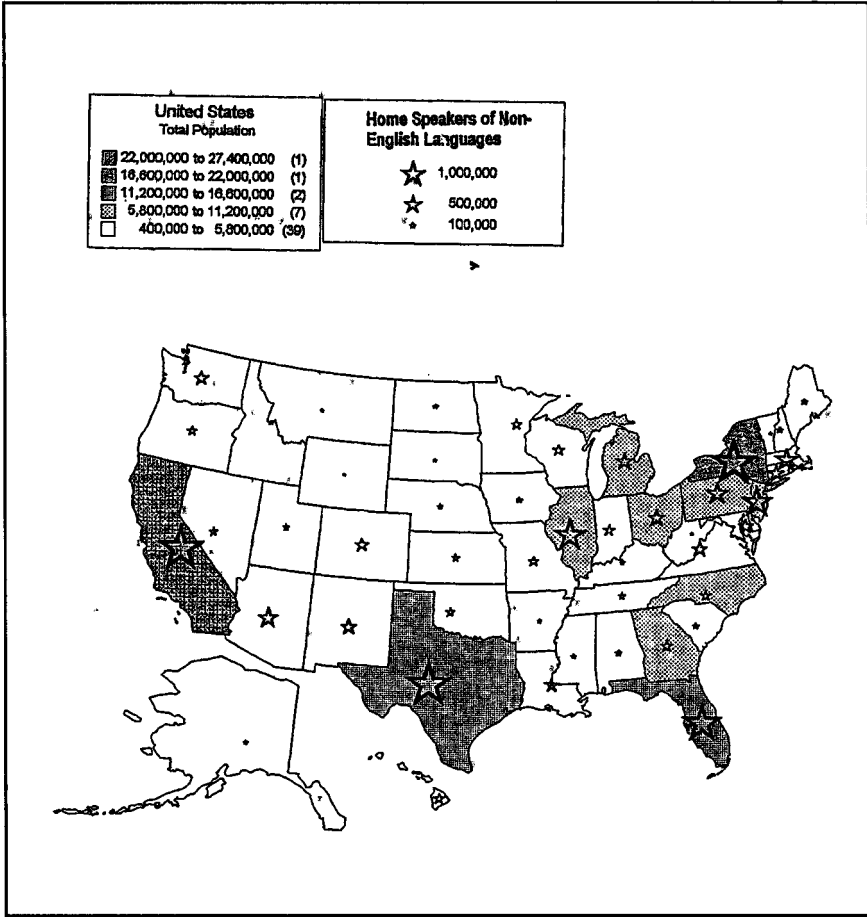 United States
Total Population
22,000,000 to 27,400,000 (1)
16,600,000 to 22,000,000 (1)
11,200,000 to 16,600,000 (2)
5,800,000 to 11,200,000 (7)
400,000 to 5,800,000 (39)
Home Speakers of Non-
English Languages
1,000,000
500,000
100,000